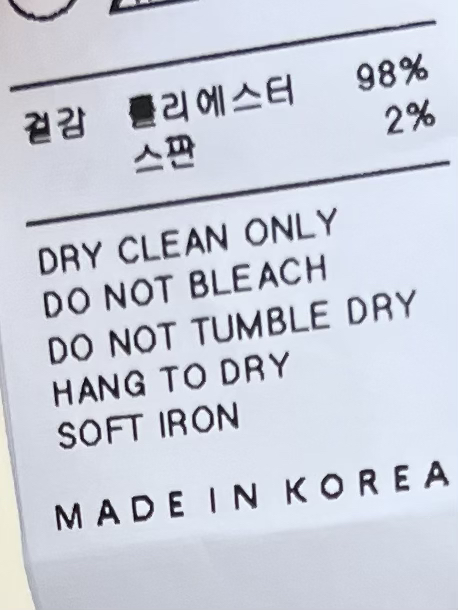 겉감 폴리에스터 98%
스판 2%
DRY CLEAN ONLY
DO NOT BLEACH
DO NOT TUMBLE DRY
HANG TO DRY
SOFT IRON
MADE IN KOREA